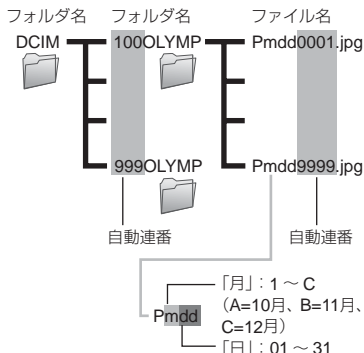 フォルダ名 フォルダ名 ファイル名
DCIM 100OLYMP Pmdd0001.jpg
999OLYMP Pmdd9999.jpg
自動連番 自動連番
Pmdd
「月」：1 ～ C
（A=10月、B=11月、
C=12月）
「日」：01 ～ 31